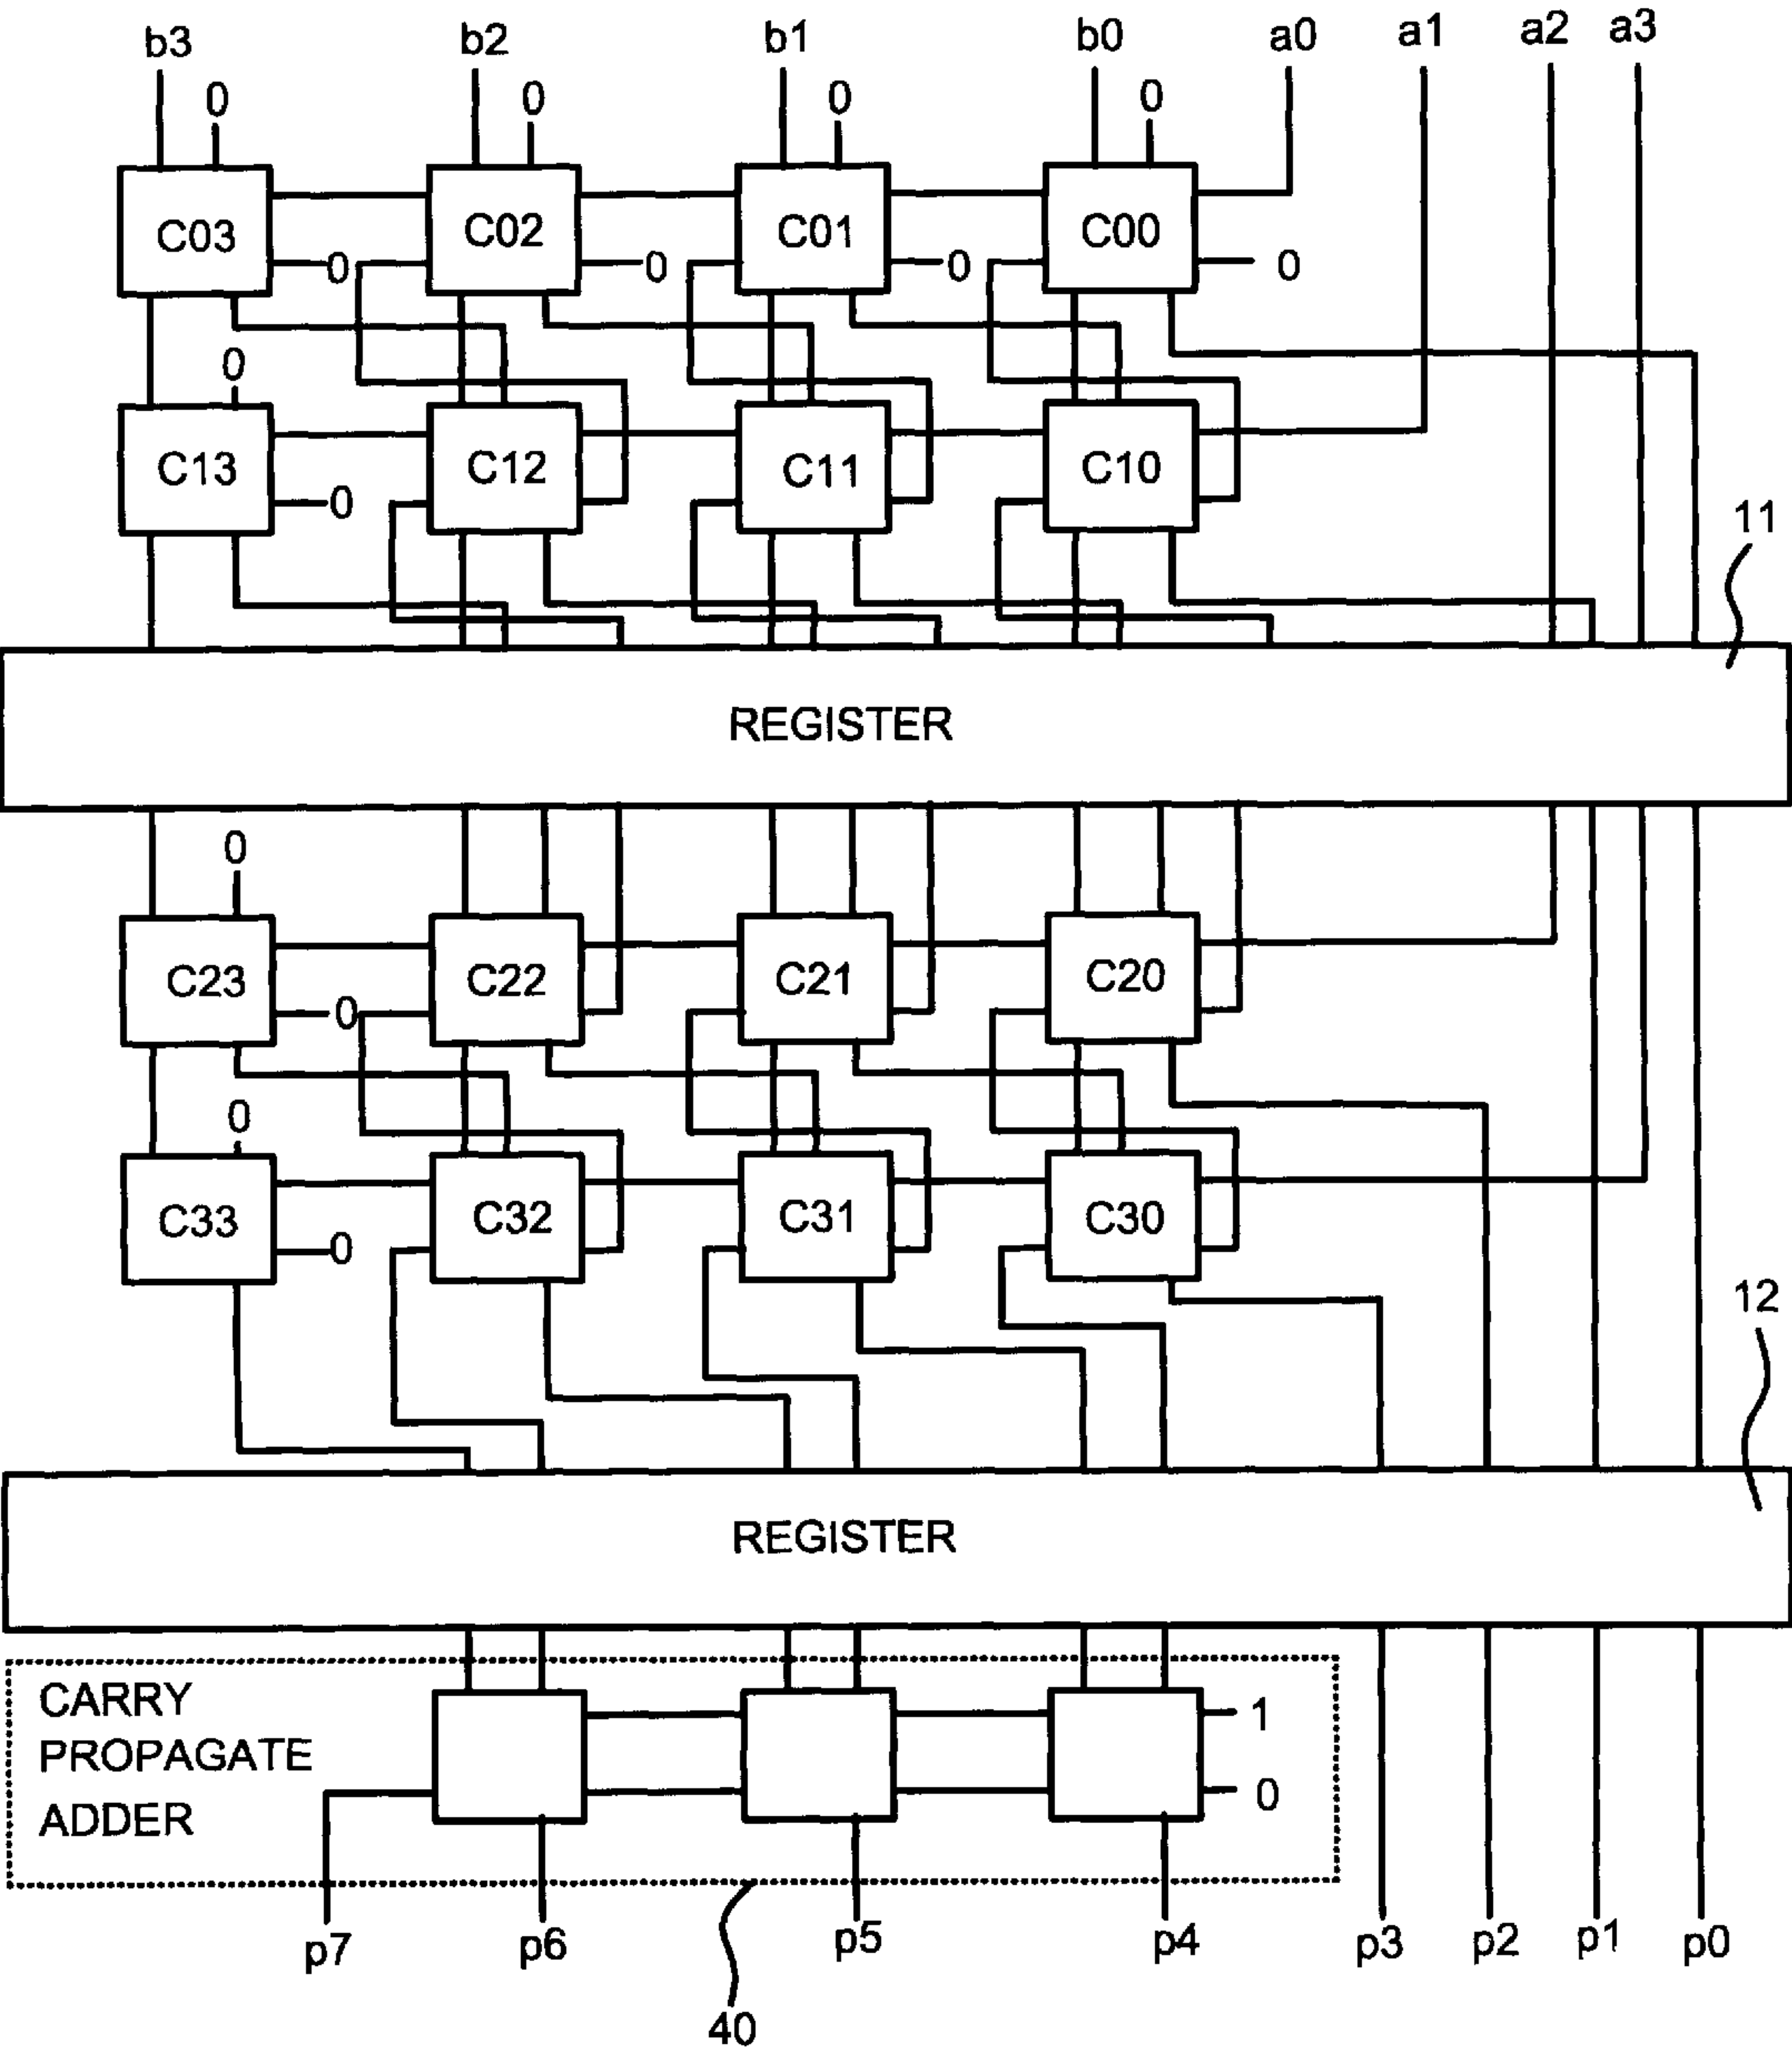 b3 b2 b1 b0 a0 a1 a2 a3
0 0 0 0
C03 C02 C01 C00
0 0 0 0
0
C13 C12 C11 C10
0
11
REGISTER
0
C23 C22 C21 C20
0
0
C33 C32 C31 C30
0
12
REGISTER
CARRY
PROPAGATE
ADDER
1
0
p7 p6 p5 p4 p3 p2 p1 p0
40